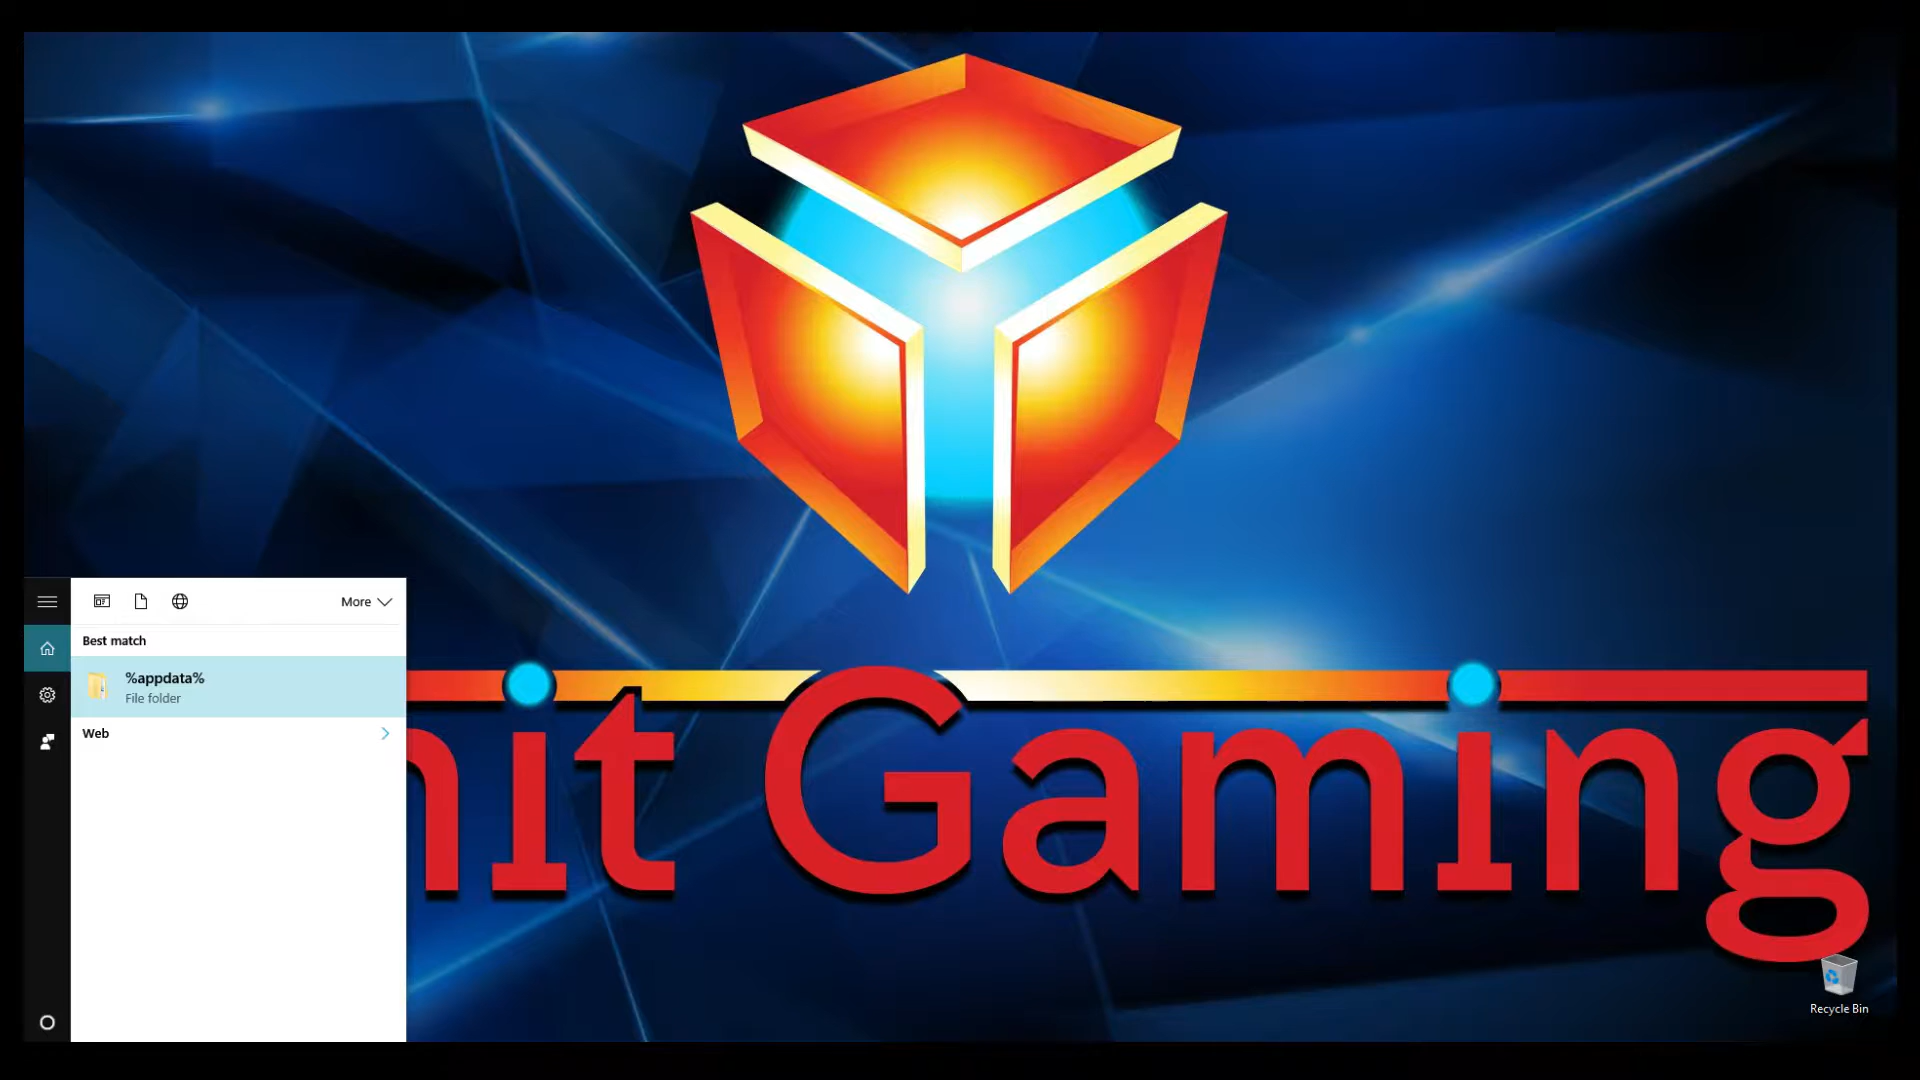 More
Best match
%appdata%
File folder
Web
nit Gaming
Recycle Bin